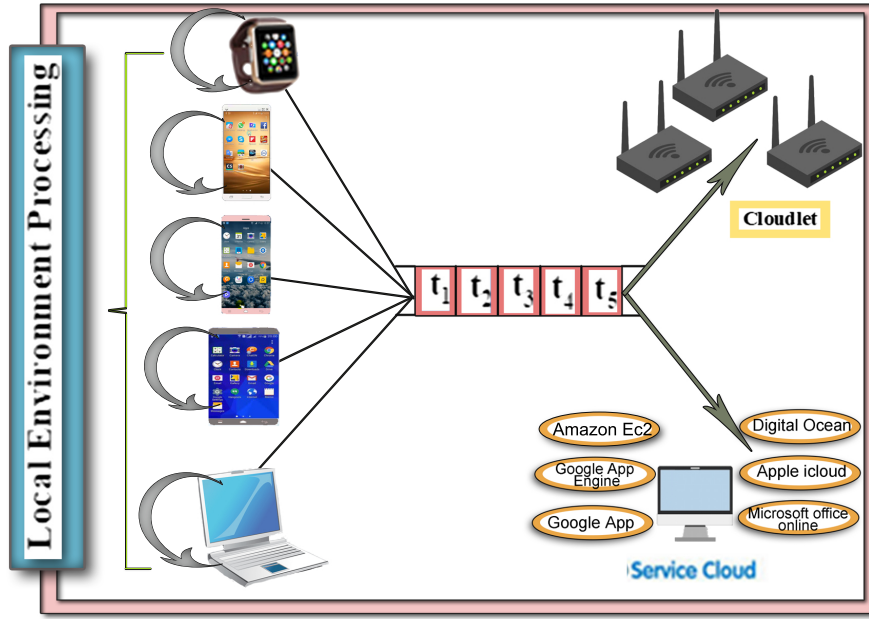 Local Environment Processing
t1
t2
t3
t4
t5
Cloudlet
Amazon Ec2
Digital Ocean
Google App
Engine
Apple icloud
Google App
Microsoft office
online
Service Cloud